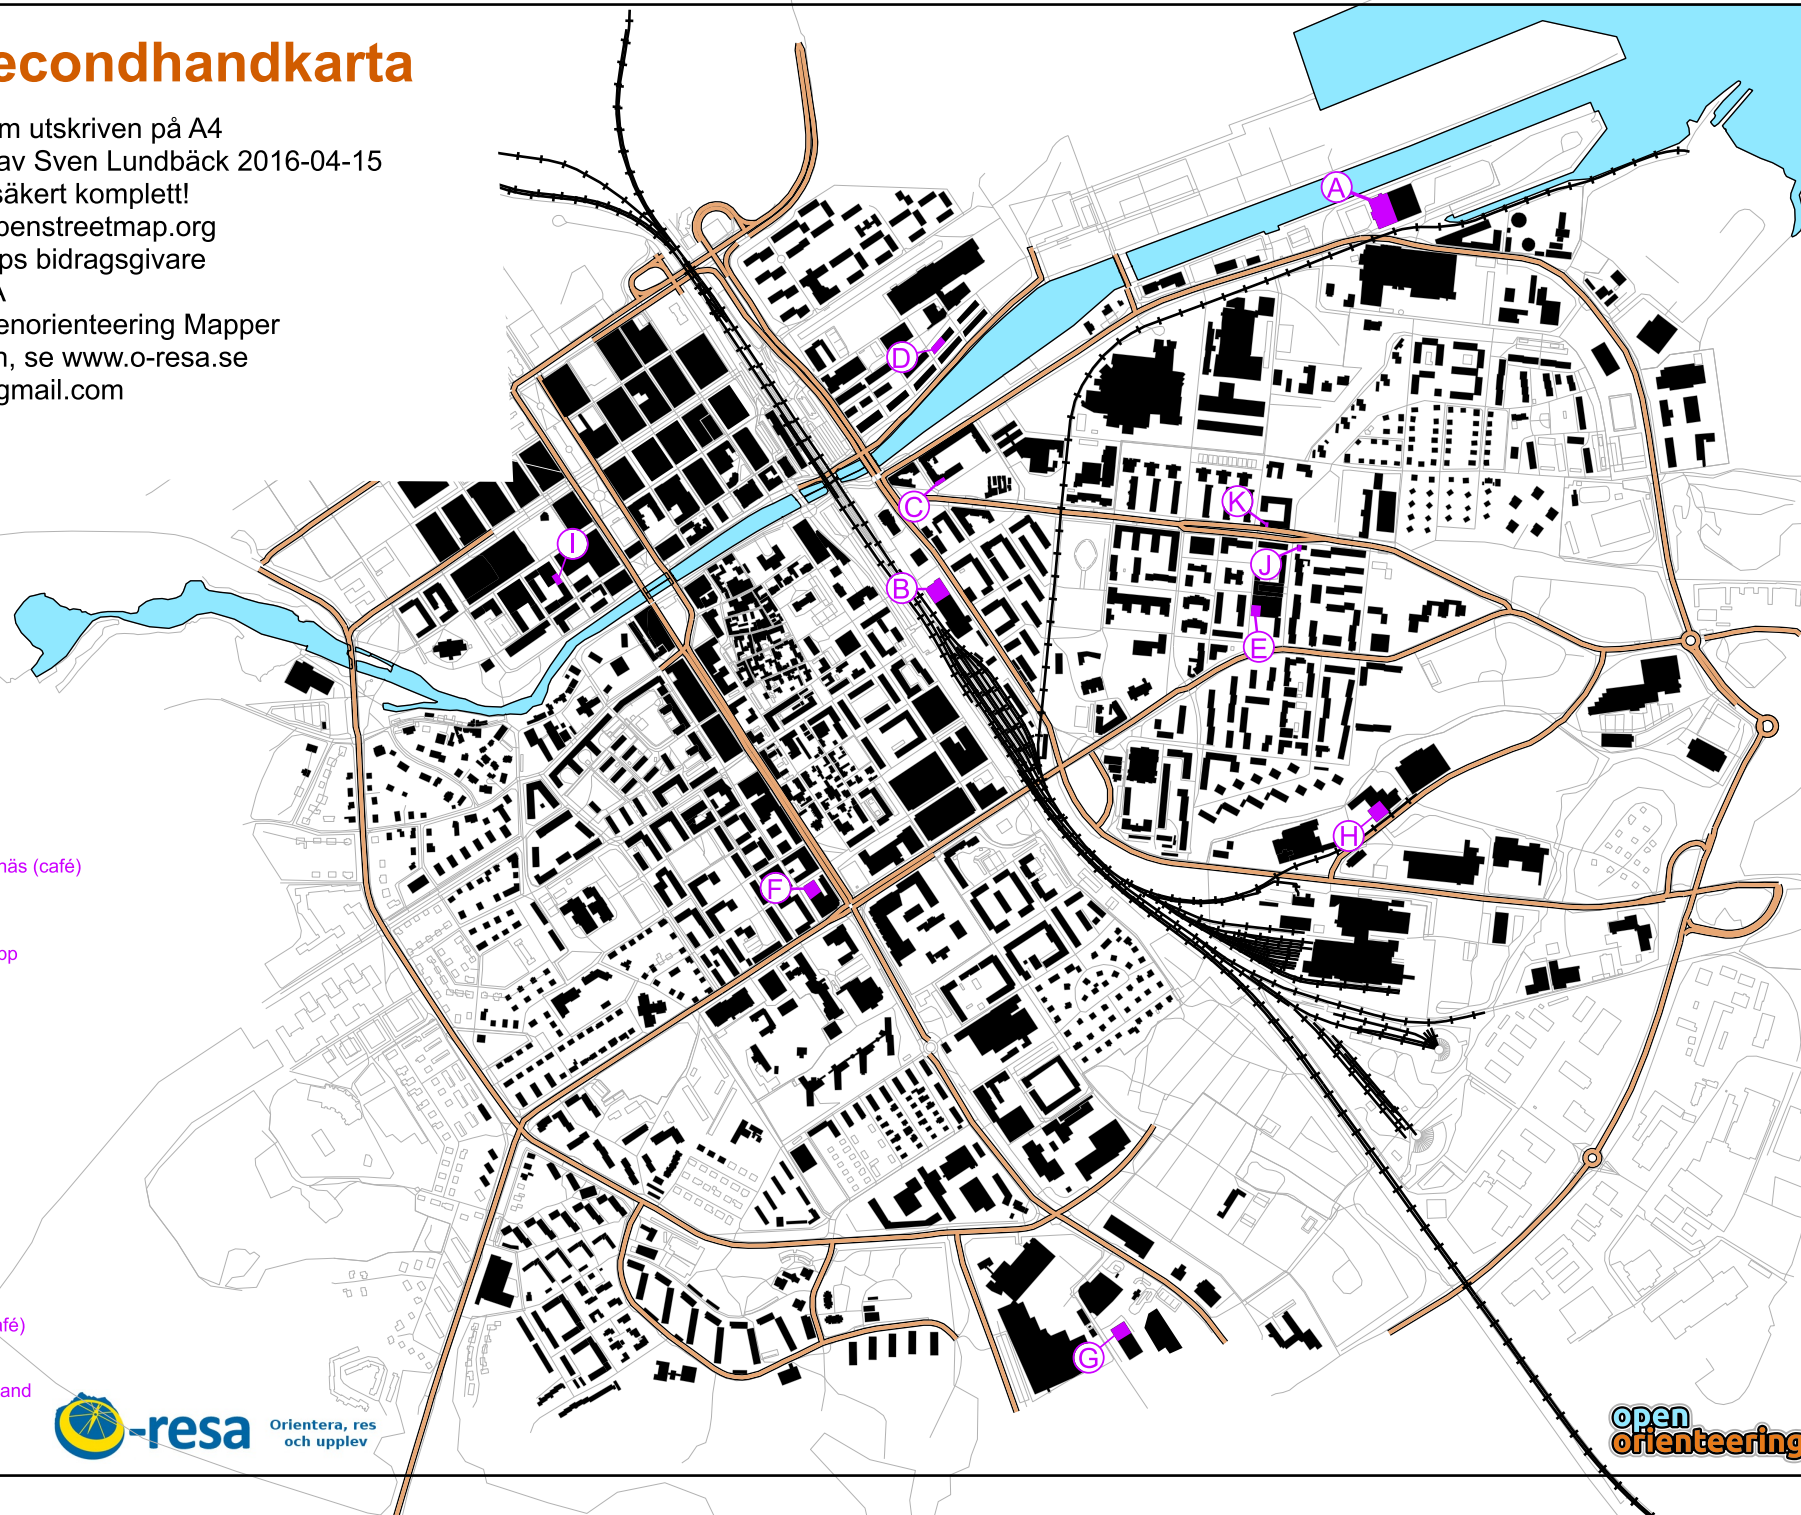 econdhandkarta
m utskriven på A4
av Sven Lundbäck 2016-04-15
säkert komplett!
penstreetmap.org
ps bidragsgivare
A
enorienteering Mapper
n, se www.o-resa.se
gmail.com
A
D
C
K
I
J
B
E
H
näs (café)
F
op
afé)
G
and
-resa
Orientera, res
och upplev
open
orienteering